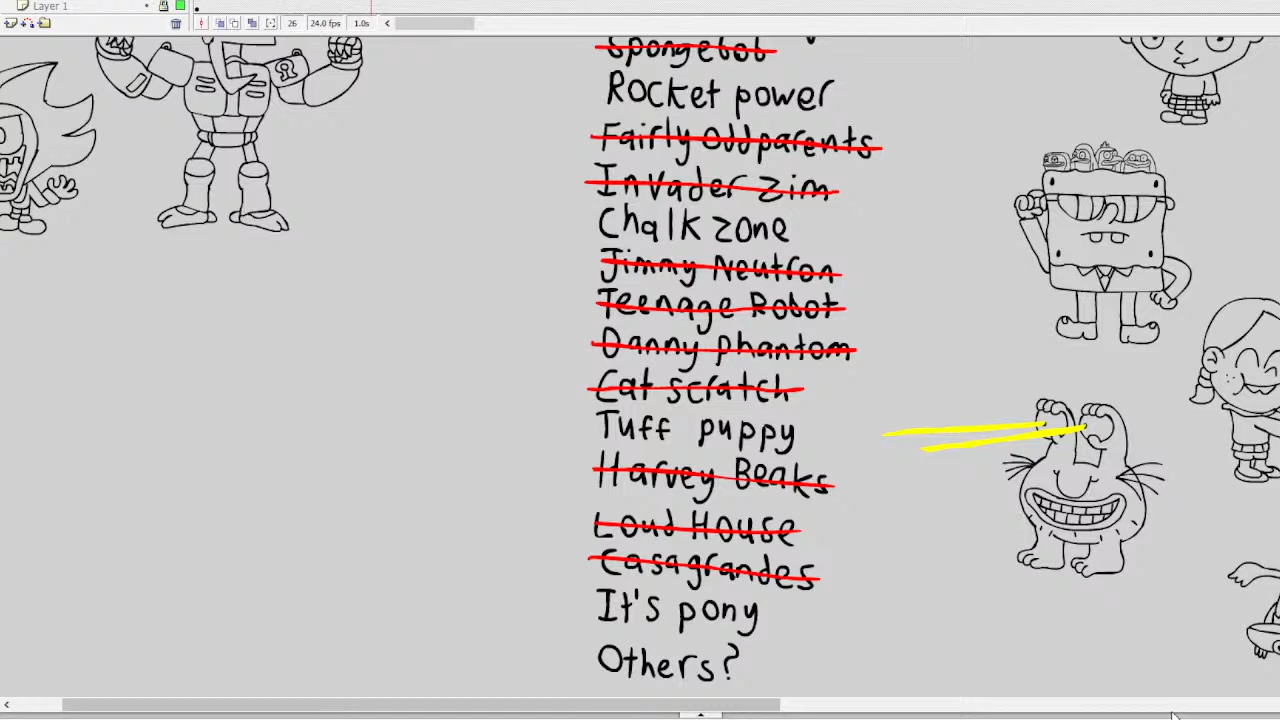 Layer 1
26 24.0 fps 1.0s
Spongebob
Rocket power
Fairly Oddparents
Invader zim
Chalk zone
Jimmy Neutron
Teenage Robot
Danny phantom
Cat scratch
Tuff puppy
Harvey Beaks
Loud House
Casagrandes
It's pony
Others?